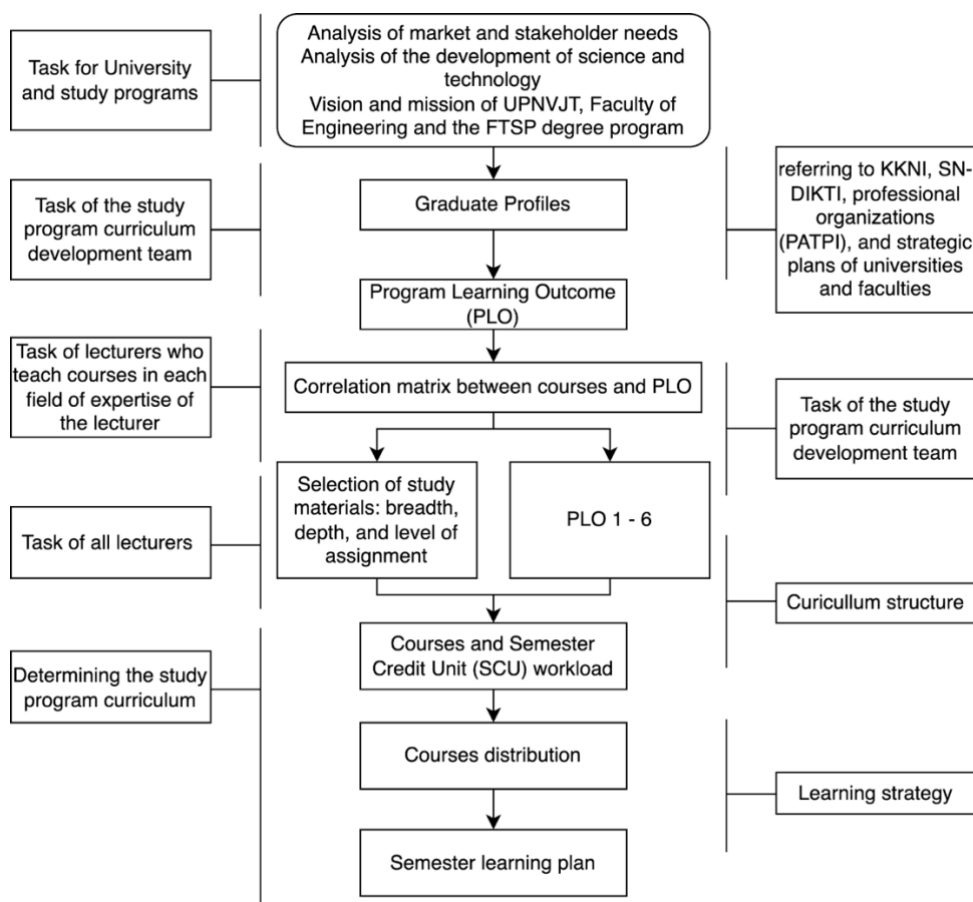 Analysis of market and stakeholder needs
Analysis of the development of science and
technology
Vision and mission of UPNVJT, Faculty of
Engineering and the FTSP degree program
Task for University
and study programs
referring to KKNI, SN-
DIKTI, professional
organizations
(PATPI), and strategic
plans of universities
and faculties
Task of the study
program curriculum
development team
Graduate Profiles
Program Learning Outcome
(PLO)
Task of lecturers who
teach courses in each
field of expertise of
the lecturer
Correlation matrix between courses and PLO
Task of the study
program curriculum
development team
Selection of study
materials: breadth,
depth, and level of
assignment
PLO 1 - 6
Task of all lecturers
Curicullum structure
Courses and Semester
Credit Unit (SCU) workload
Determining the study
program curriculum
Courses distribution
Learning strategy
Semester learning plan